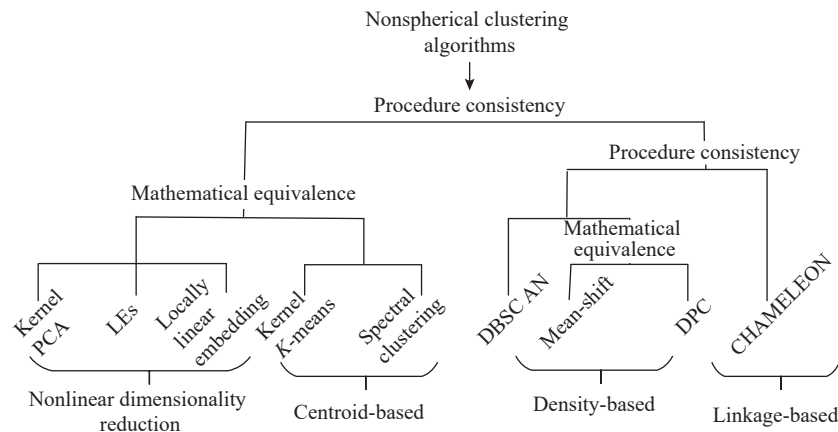 Nonspherical clustering
algorithms
Procedure consistency
Procedure consistency
Mathematical equivalence
Mathematical
equivalence
Kernel
PCA
LEs
Locally
linear
embedding
Kernel
K-means
Spectral
clustering
DBSC AN
Mean-shift
DPC
CHAMELEON
Nonlinear dimensionality
reduction
Centroid-based
Density-based
Linkage-based